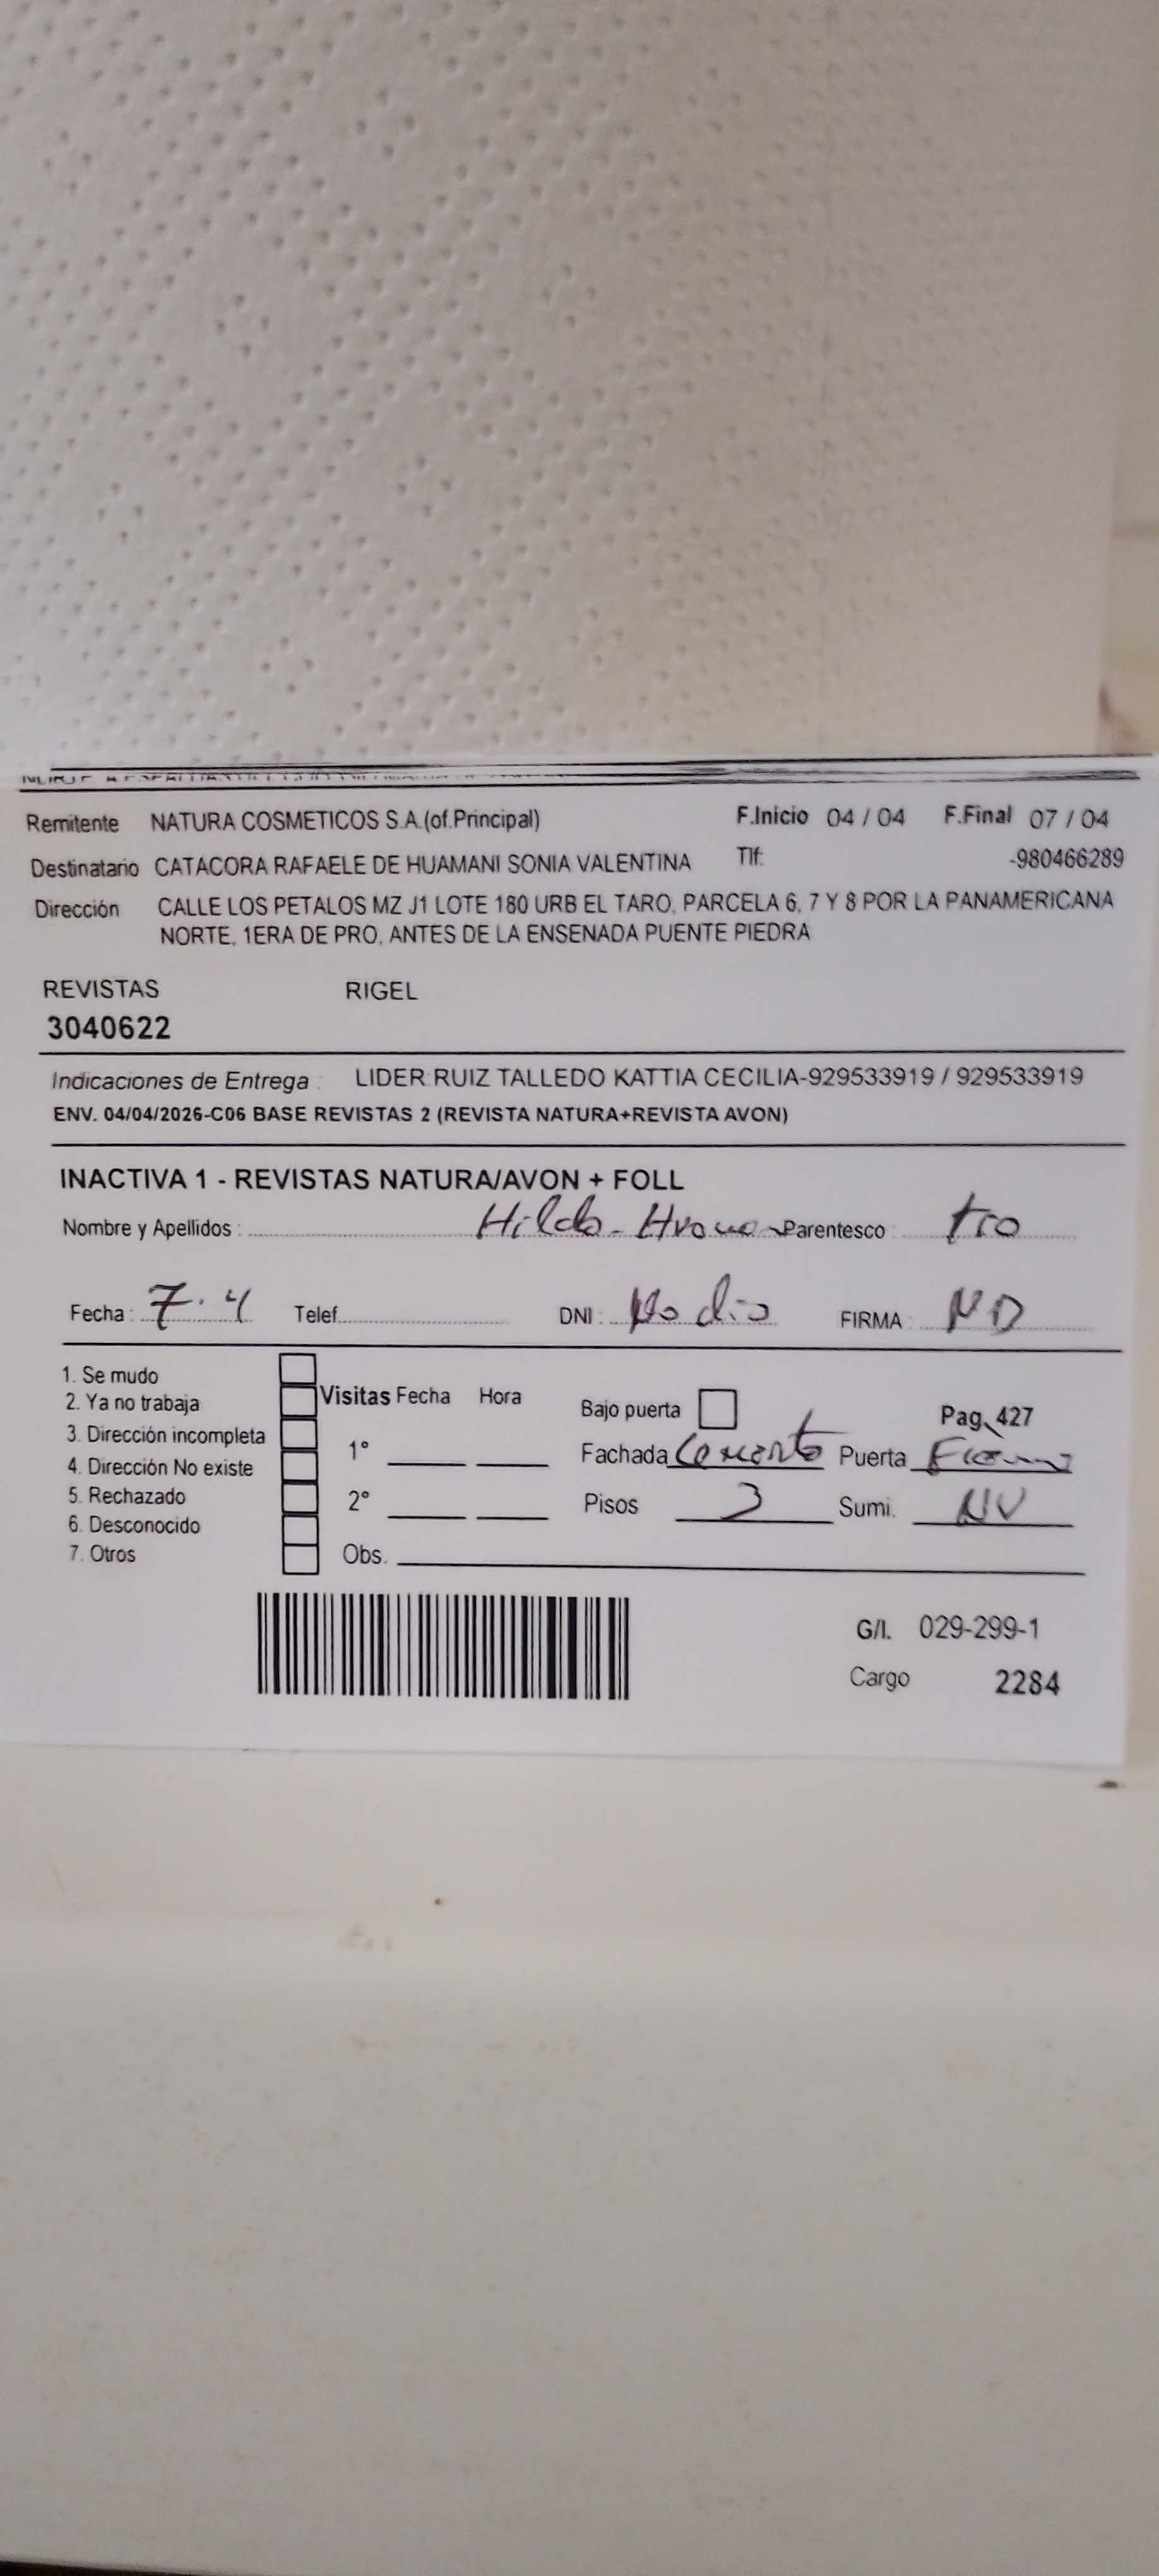 Remitente NATURA COSMETICOS S.A.(of.Principal) F.Inicio 04 / 04 F.Final 07 / 04
Destinatario CATACORA RAFAELE DE HUAMANI SONIA VALENTINA Tlf: -980466289
Dirección CALLE LOS PETALOS MZ J1 LOTE 180 URB EL TARO, PARCELA 6, 7 Y 8 POR LA PANAMERICANA
NORTE, 1ERA DE PRO, ANTES DE LA ENSENADA PUENTE PIEDRA
REVISTAS RIGEL
3040622
Indicaciones de Entrega : LIDER RUIZ TALLEDO KATTIA CECILIA-929533919 / 929533919
ENV. 04/04/2026-C06 BASE REVISTAS 2 (REVISTA NATURA+REVISTA AVON)
INACTIVA 1 - REVISTAS NATURA/AVON + FOLL
Nombre y Apellidos : Hilda Parentesco :
Fecha : 7.4 Telef. DNI : No dio FIRMA : ND
1. Se mudo
2. Ya no trabaja
3. Dirección incompleta
4. Dirección No existe
5. Rechazado
6. Desconocido
7. Otros
Visitas Fecha Hora
1°
2°
Obs.
Bajo puerta Pag. 427
Fachada Cemento Puerta
Pisos 3 Sumi. NV
G/I. 029-299-1
Cargo 2284